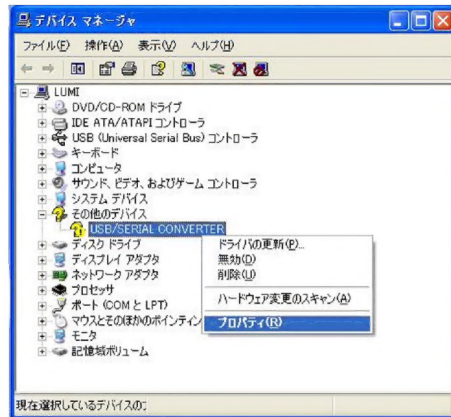 デバイス マネージャ
ファイル(F) 操作(A) 表示(V) ヘルプ(H)
LUMI
DVD/CD-ROM ドライブ
IDE ATA/ATAPI コントローラ
USB (Universal Serial Bus) コントローラ
キーボード
コンピュータ
サウンド、ビデオ、およびゲーム コントローラ
システム デバイス
その他のデバイス
USB/SERIAL CONVERTER
ディスク ドライブ
ディスプレイ アダプタ
ネットワーク アダプタ
プロセッサ
ポート (COM と LPT)
マウスとそのほかのポインティン
モニタ
記憶域ボリューム
ドライバの更新(P)...
無効(D)
削除(U)
ハードウェア変更のスキャン(A)
プロパティ(R)
現在選択しているデバイスの